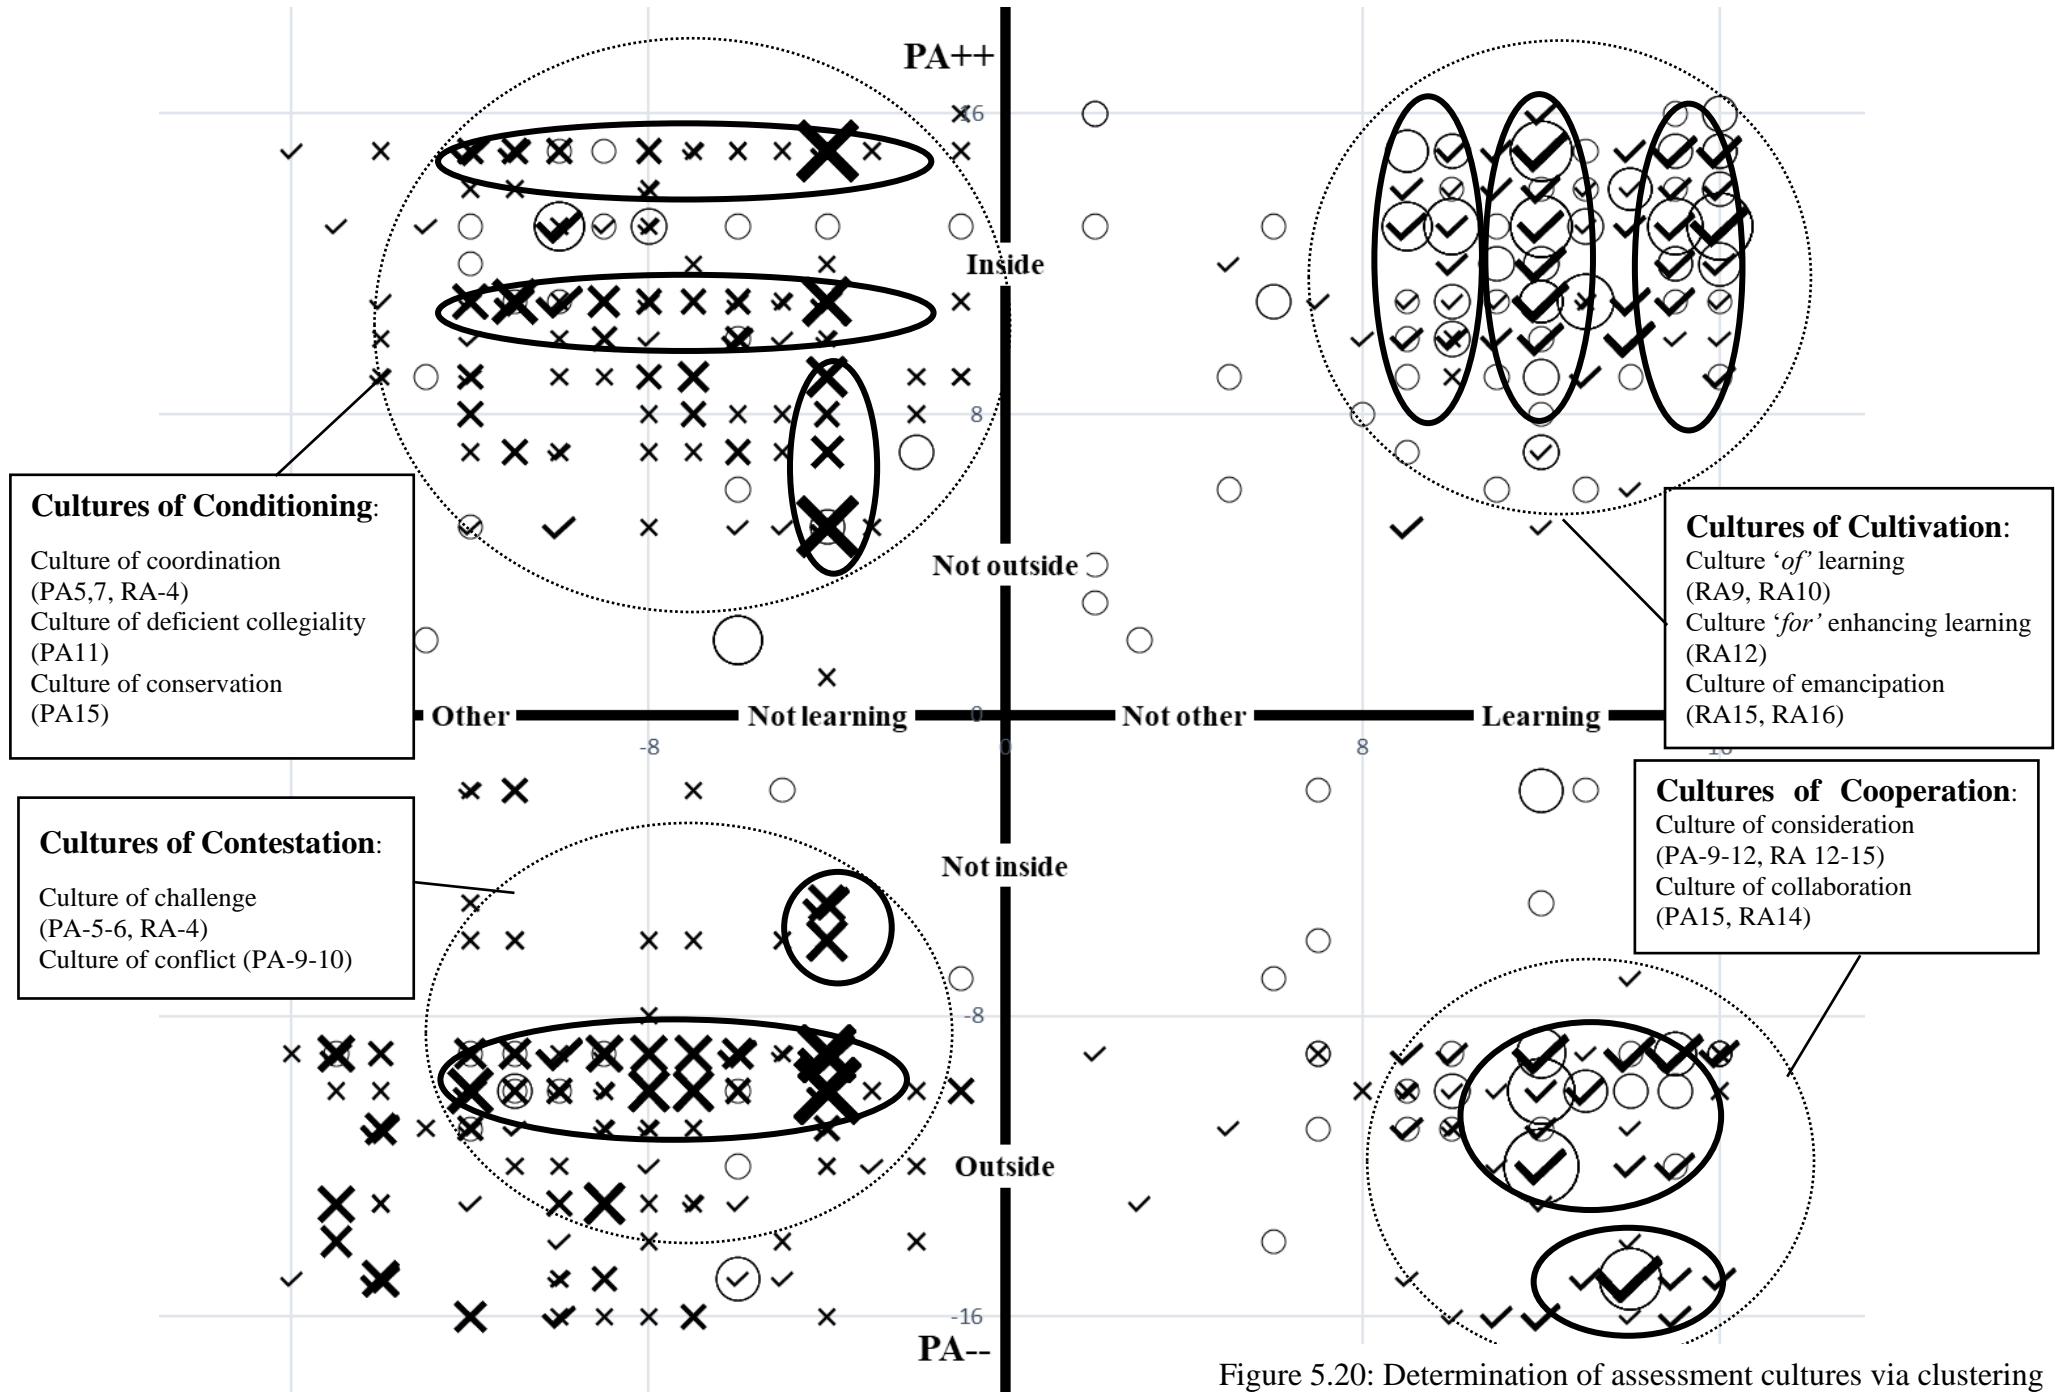 PA++
16
Inside
8
Not outside
Cultures of Conditioning:
Culture of coordination
(PA5,7, RA-4)
Culture of deficient collegiality
(PA11)
Culture of conservation
(PA15)
Cultures of Cultivation:
Culture ‘of’ learning
(RA9, RA10)
Culture ‘for’ enhancing learning
(RA12)
Culture of emancipation
(RA15, RA16)
Other
Not learning
0
Not other
Learning
-8
0
8
16
Cultures of Contestation:
Culture of challenge
(PA-5-6, RA-4)
Culture of conflict (PA-9-10)
Cultures of Cooperation:
Culture of consideration
(PA-9-12, RA 12-15)
Culture of collaboration
(PA15, RA14)
Not inside
-8
Outside
-16
PA--
Figure 5.20: Determination of assessment cultures via clustering